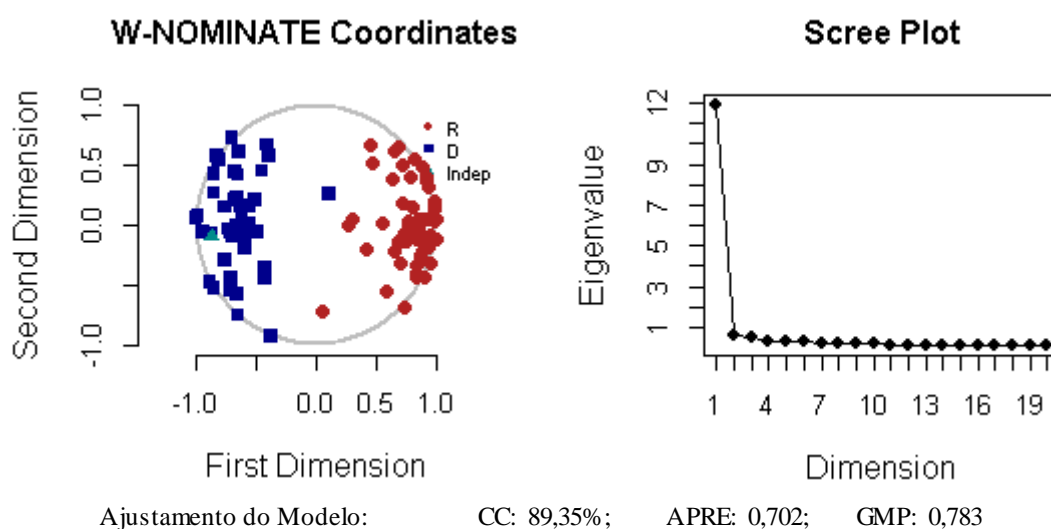 W-NOMINATE Coordinates
Second Dimension
1.0
0.5
0.0
-1.0
R
D
Indep
-1.0
0.0
0.5
1.0
First Dimension
Scree Plot
Eigenvalue
12
9
7
5
3
1
1
4
7
10
13
16
19
Dimension
Ajustamento do Modelo: CC: 89,35%; APRE: 0,702; GMP: 0,783